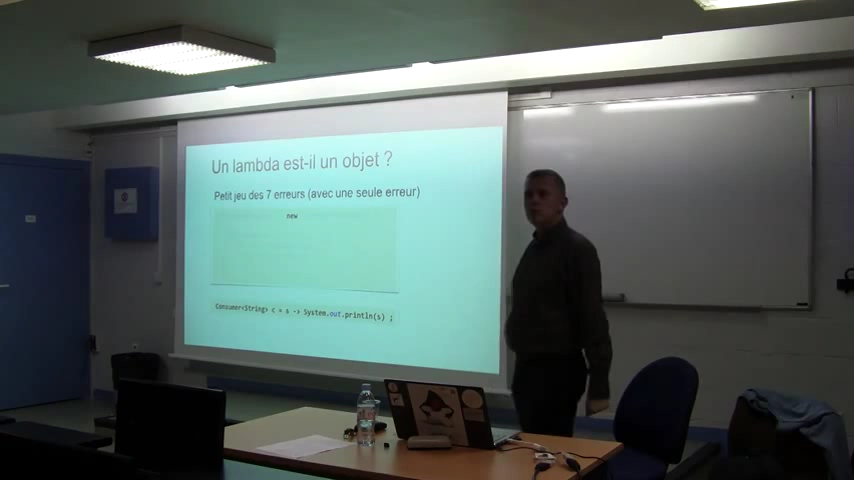 Un lambda est-il un objet ?
Petit jeu des 7 erreurs (avec une seule erreur)
new
Consumer<String> c = s -> System.out.println(s) ;